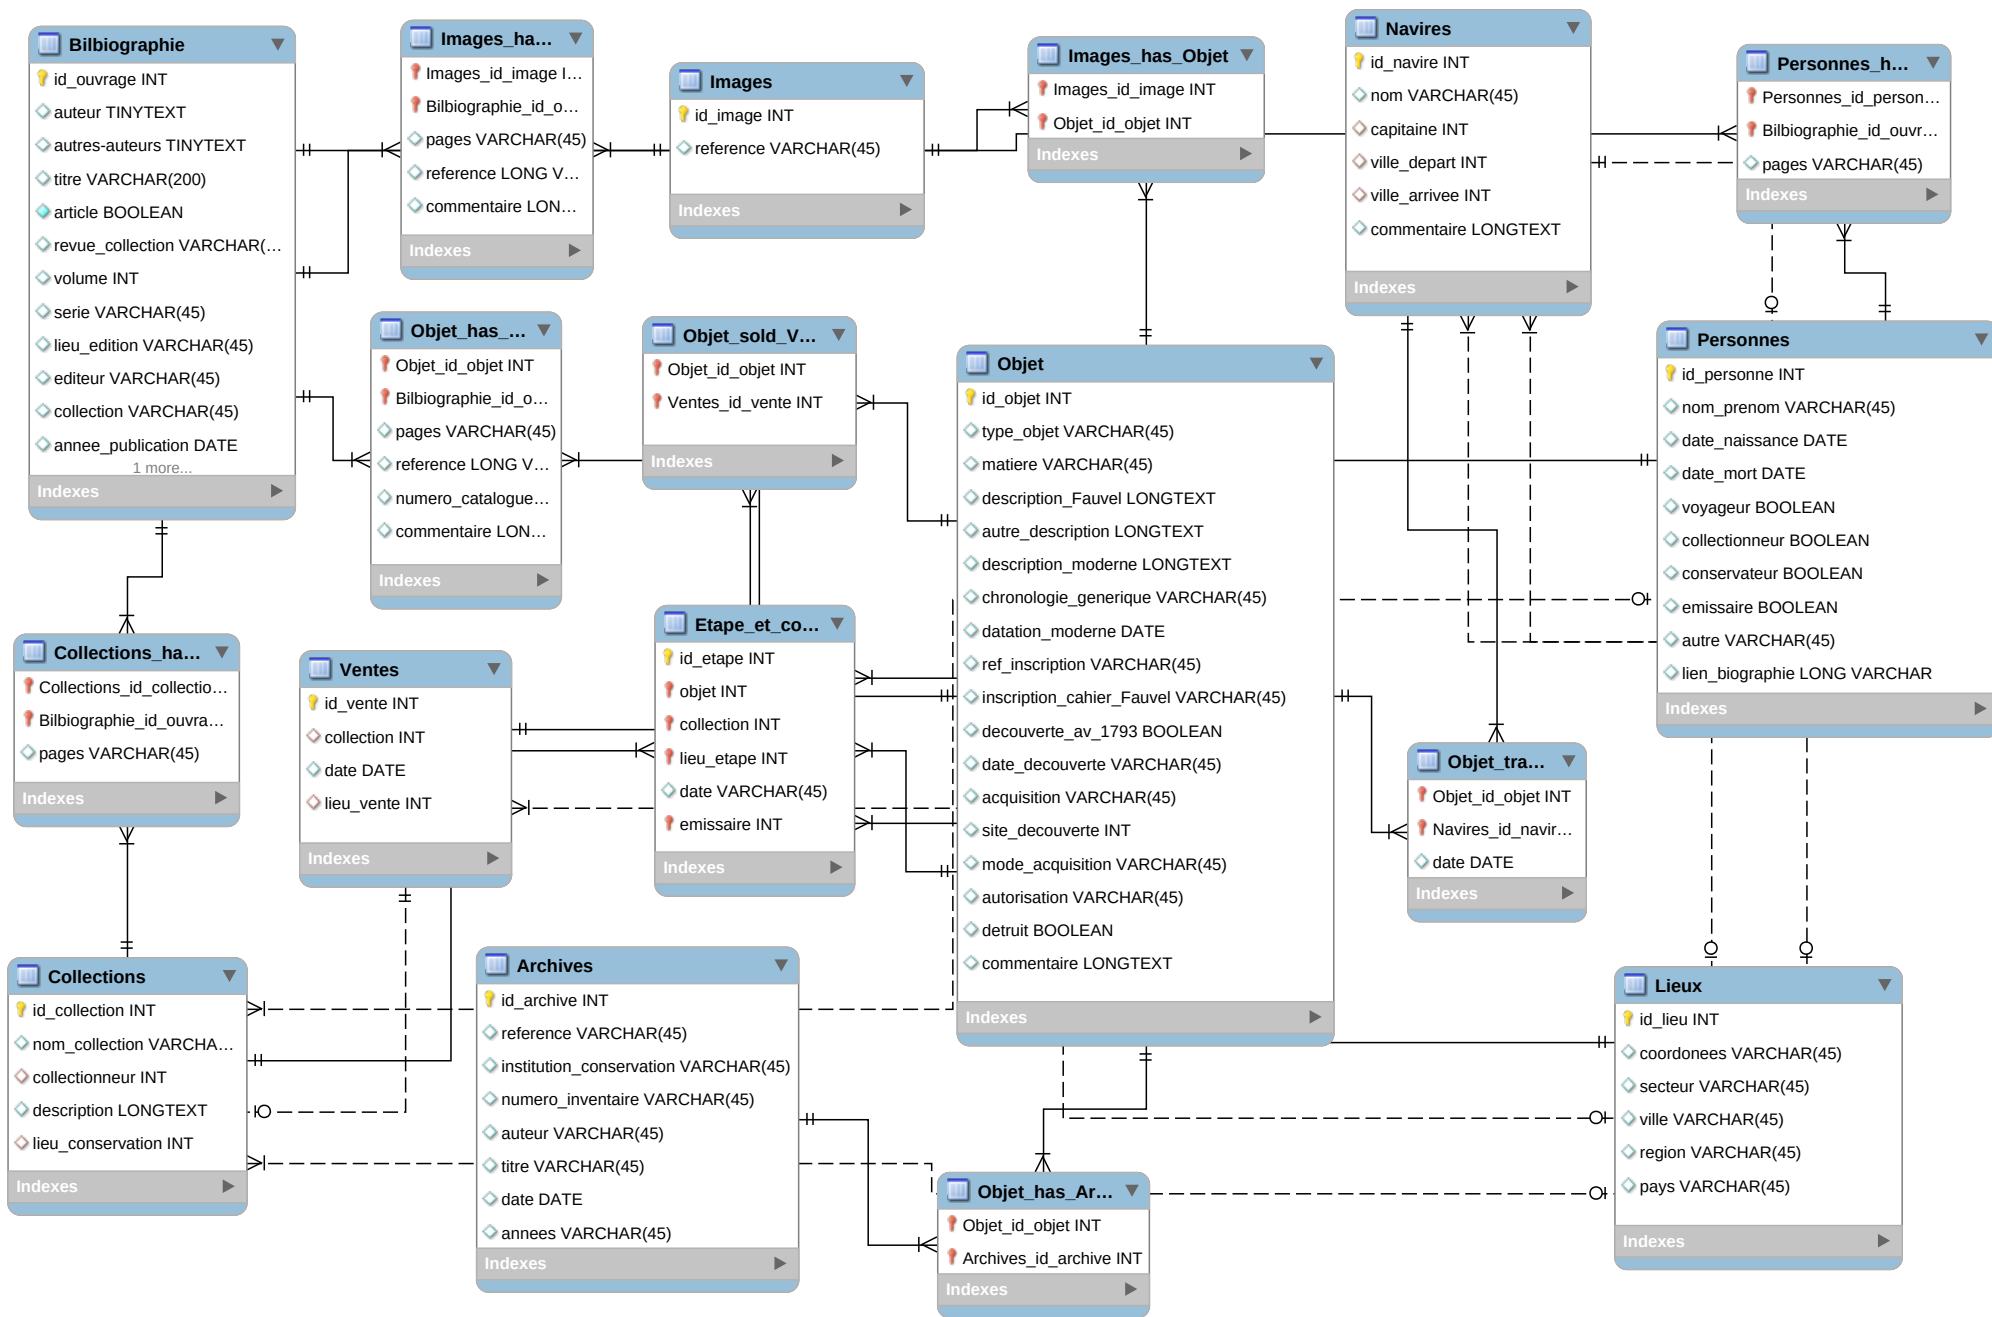 Bilbiographie
id_ouvrage INT
auteur TINYTEXT
autres-auteurs TINYTEXT
titre VARCHAR(200)
article BOOLEAN
revue_collection VARCHAR(…
volume INT
serie VARCHAR(45)
lieu_edition VARCHAR(45)
editeur VARCHAR(45)
collection VARCHAR(45)
annee_publication DATE
1 more...
Indexes
Images_ha…
Images_id_image I…
Bilbiographie_id_o…
pages VARCHAR(45)
reference LONG V…
commentaire LON…
Indexes
Images
id_image INT
reference VARCHAR(45)
Indexes
Images_has_Objet
Images_id_image INT
Objet_id_objet INT
Indexes
Navires
id_navire INT
nom VARCHAR(45)
capitaine INT
ville_depart INT
ville_arrivee INT
commentaire LONGTEXT
Indexes
Personnes_h…
Personnes_id_person…
Bilbiographie_id_ouvr…
pages VARCHAR(45)
Indexes
Objet_has_…
Objet_id_objet INT
Bilbiographie_id_o…
pages VARCHAR(45)
reference LONG V…
numero_catalogue…
commentaire LON…
Indexes
Objet_sold_V…
Objet_id_objet INT
Ventes_id_vente INT
Indexes
Objet
id_objet INT
type_objet VARCHAR(45)
matiere VARCHAR(45)
description_Fauvel LONGTEXT
autre_description LONGTEXT
description_moderne LONGTEXT
chronologie_generique VARCHAR(45)
datation_moderne DATE
ref_inscription VARCHAR(45)
inscription_cahier_Fauvel VARCHAR(45)
decouverte_av_1793 BOOLEAN
date_decouverte VARCHAR(45)
acquisition VARCHAR(45)
site_decouverte INT
mode_acquisition VARCHAR(45)
autorisation VARCHAR(45)
detruit BOOLEAN
commentaire LONGTEXT
Indexes
Personnes
id_personne INT
nom_prenom VARCHAR(45)
date_naissance DATE
date_mort DATE
voyageur BOOLEAN
collectionneur BOOLEAN
conservateur BOOLEAN
emissaire BOOLEAN
autre VARCHAR(45)
lien_biographie LONG VARCHAR
Indexes
Collections_ha…
Collections_id_collectio…
Bilbiographie_id_ouvra…
pages VARCHAR(45)
Indexes
Ventes
id_vente INT
collection INT
date DATE
lieu_vente INT
Indexes
Etape_et_co…
id_etape INT
objet INT
collection INT
lieu_etape INT
date VARCHAR(45)
emissaire INT
Indexes
Objet_tra…
Objet_id_objet INT
Navires_id_navir…
date DATE
Indexes
Collections
id_collection INT
nom_collection VARCHA…
collectionneur INT
description LONGTEXT
lieu_conservation INT
Indexes
Archives
id_archive INT
reference VARCHAR(45)
institution_conservation VARCHAR(45)
numero_inventaire VARCHAR(45)
auteur VARCHAR(45)
titre VARCHAR(45)
date DATE
annees VARCHAR(45)
Indexes
Objet_has_Ar…
Objet_id_objet INT
Archives_id_archive INT
Indexes
Lieux
id_lieu INT
coordonees VARCHAR(45)
secteur VARCHAR(45)
ville VARCHAR(45)
region VARCHAR(45)
pays VARCHAR(45)
Indexes